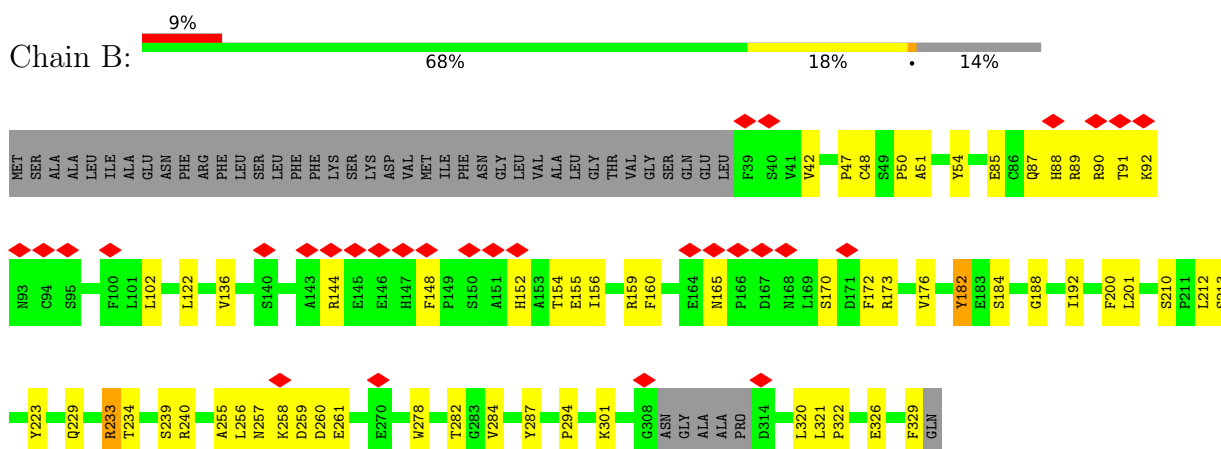 9%
Chain B:
68% 18% • 14%
MET SER ALA ALA LEU ILE ALA GLU ASN PHE ARG PHE LEU SER LEU PHE PHE LYS SER LYS ASP VAL MET ILE PHE ASN GLY LEU VAL ALA LEU GLY THR VAL GLY SER GLN GLU LEU F39 S40 V41 V42 P47 C48 S49 P50 A51 Y54 E85 C86 Q87 H88 R89 R90 T91 K92
N93 C94 S95 F100 L101 L102 L122 V136 S140 A143 R144 E145 E146 H147 F148 P149 S150 A151 H152 A153 T154 E155 I156 R159 F160 E164 N165 P166 D167 N168 L169 S170 D171 F172 R173 V176 Y182 E183 S184 G188 I192 F200 L201 S210 P211 L212
Y223 Q229 R233 T234 S239 R240 A255 L256 N257 K258 D259 D260 E261 E270 W278 T282 G283 V284 Y287 P294 K301 G308 ASN GLY ALA ALA PRO D314 L320 L321 P322 E326 F329 GLN